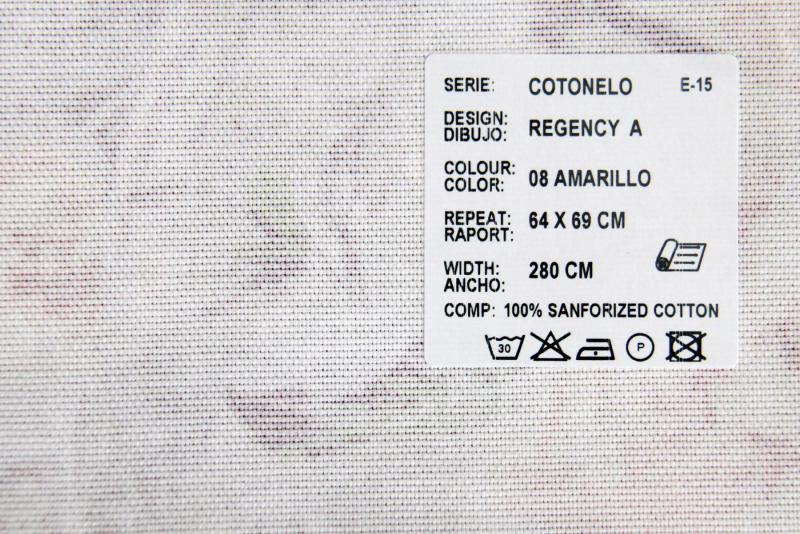 SERIE: COTONELO E-15
DESIGN:
DIBUJO: REGENCY A
COLOUR:
COLOR: 08 AMARILLO
REPEAT: 64 X 69 CM
RAPORT:
WIDTH: 280 CM
ANCHO:
COMP: 100% SANFORIZED COTTON
30 P